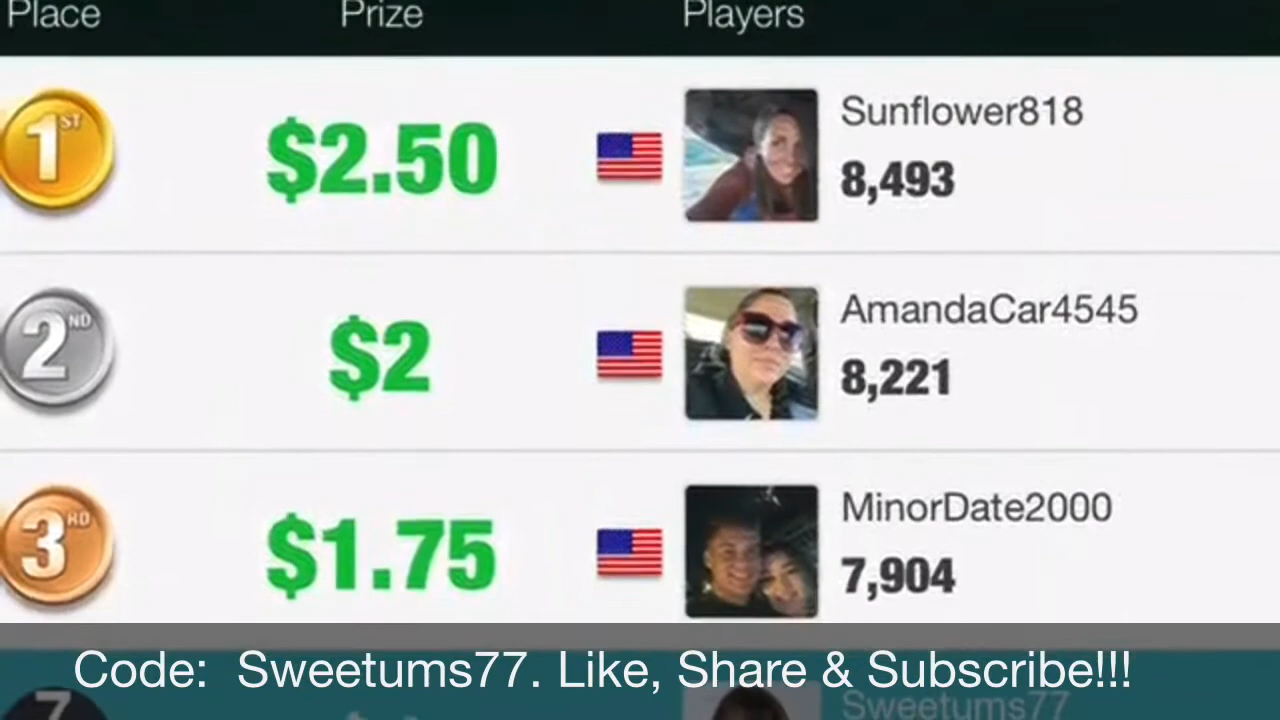 Place Prize Players
1ST $2.50 Sunflower818
8,493
2ND $2 AmandaCar4545
8,221
3RD $1.75 MinorDate2000
7,904
Code: Sweetums77. Like, Share & Subscribe!!!
7 Sweetums77